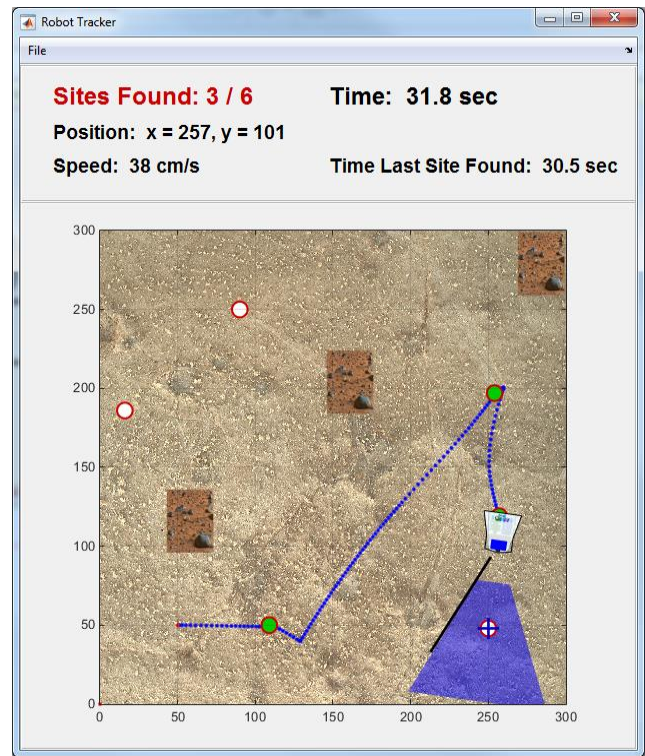 Robot Tracker
File
Sites Found: 3 / 6
Time: 31.8 sec
Position: x = 257, y = 101
Speed: 38 cm/s
Time Last Site Found: 30.5 sec
300
250
200
150
100
50
0
0
50
100
150
200
250
300